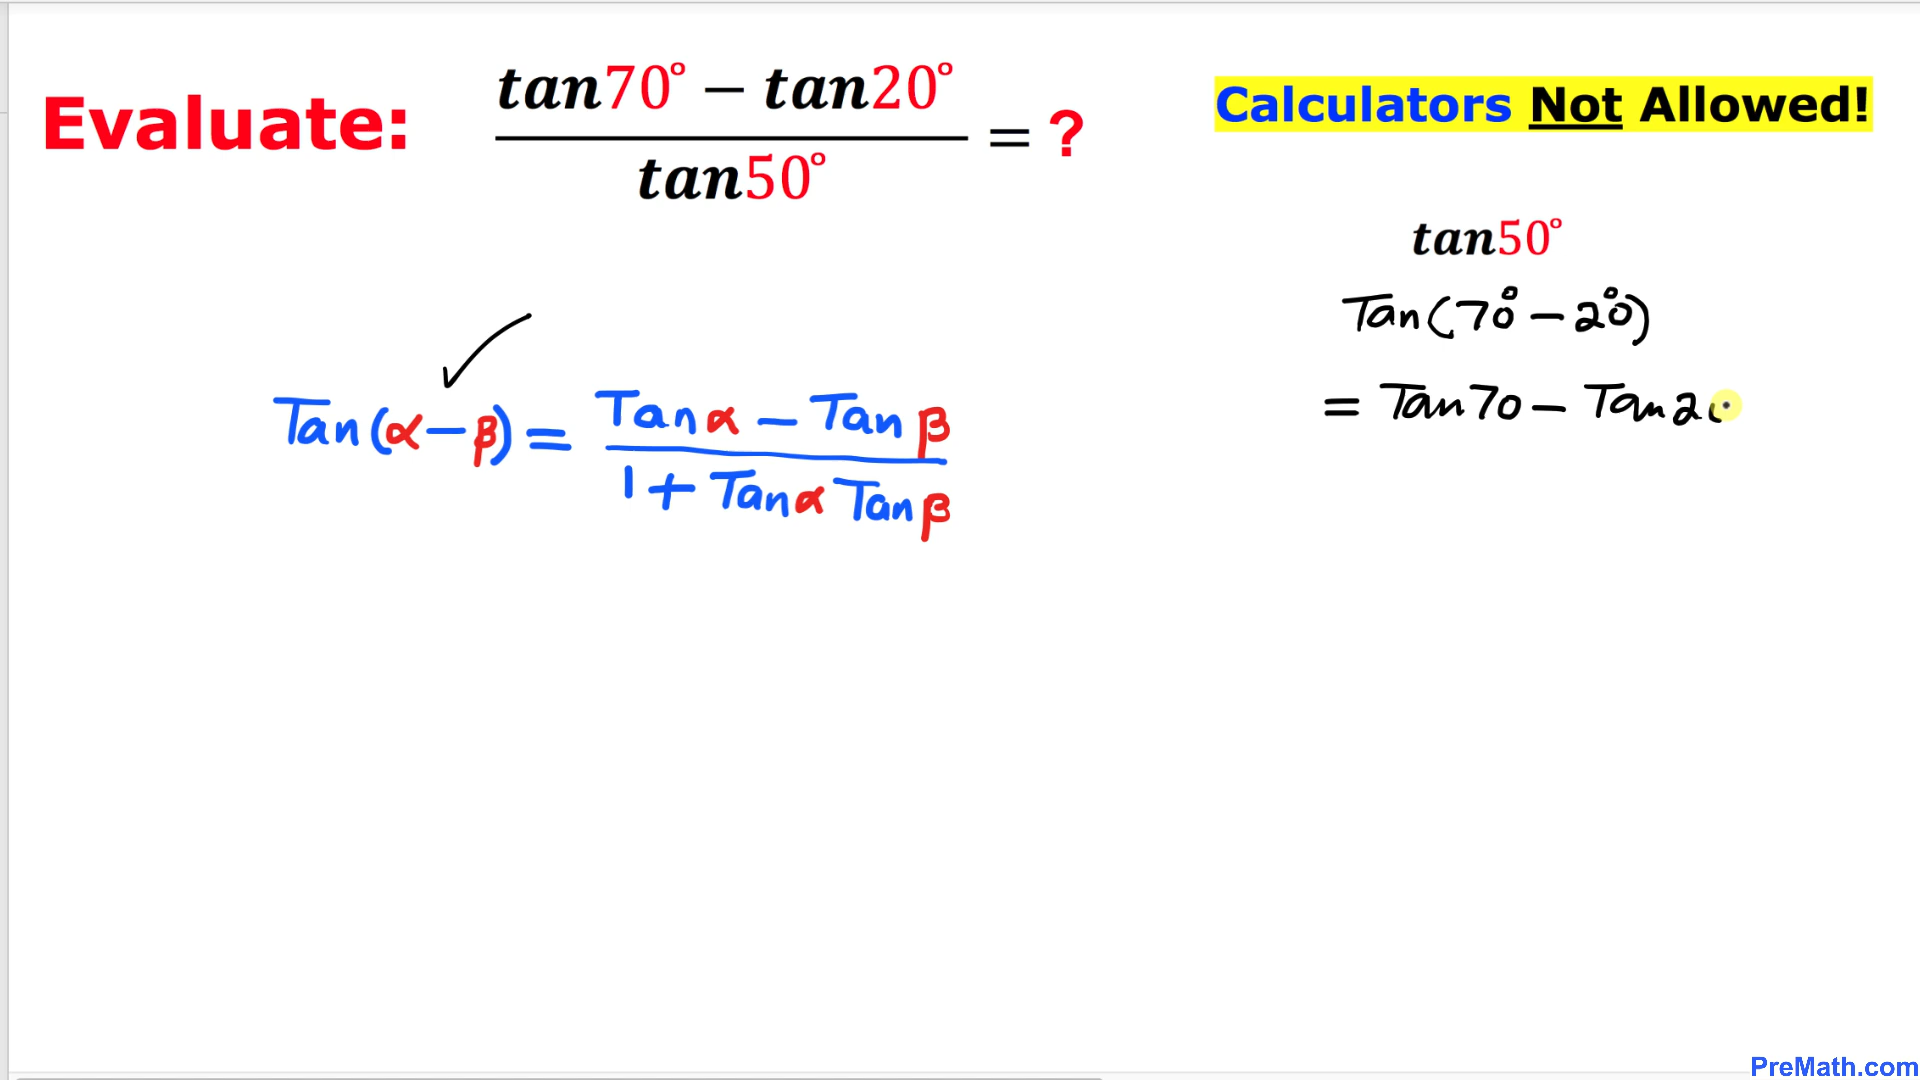 Evaluate: tan70° − tan20° / tan50° = ?
Calculators Not Allowed!
tan50°
Tan(70° − 20°)
= Tan70 − Tan20
Tan(α−β) = Tanα − Tanβ / 1 + Tanα Tanβ
PreMath.com